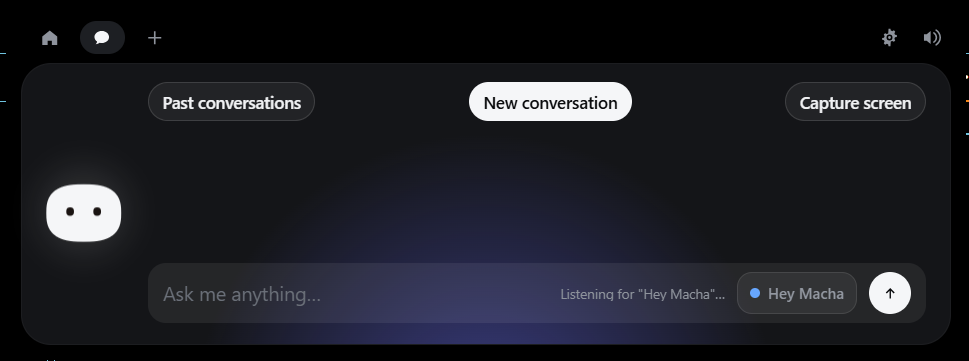 Past conversations
New conversation
Capture screen
Ask me anything...
Listening for "Hey Macha"...
Hey Macha